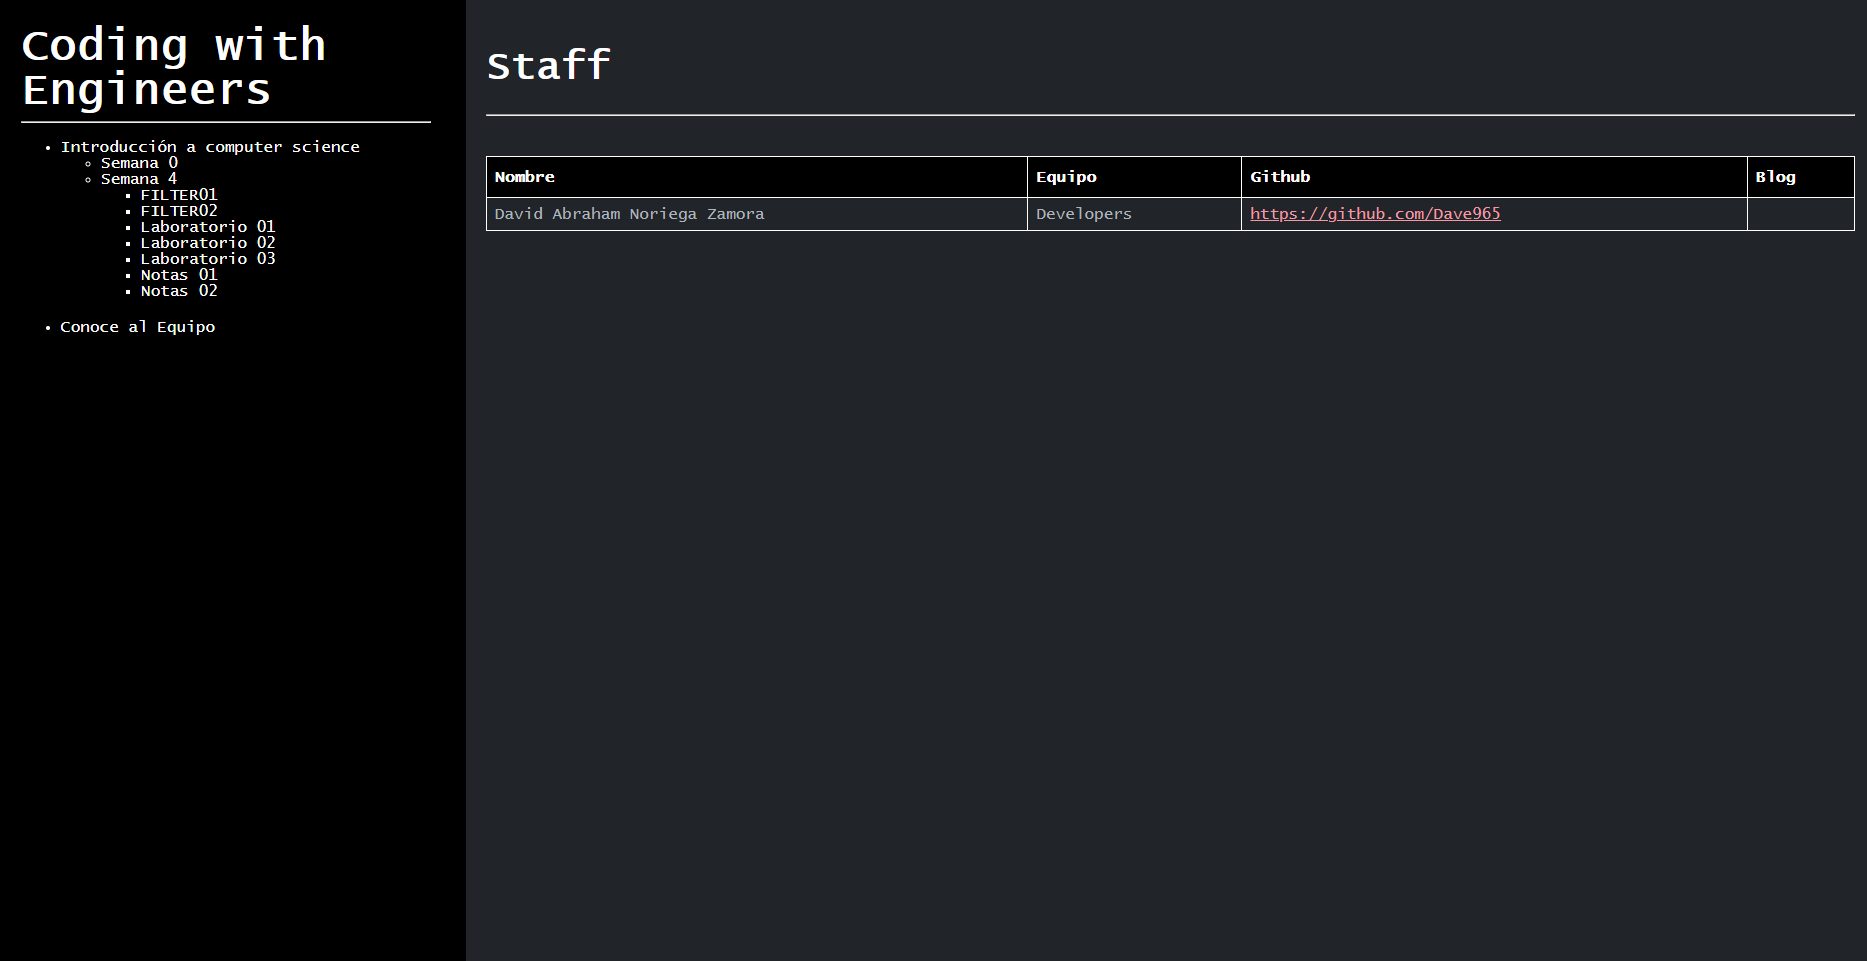 Coding with
Engineers
Introducción a computer science
Semana 0
Semana 4
FILTER01
FILTER02
Laboratorio 01
Laboratorio 02
Laboratorio 03
Notas 01
Notas 02
Conoce al Equipo
Staff
Nombre Equipo Github Blog
David Abraham Noriega Zamora Developers https://github.com/Dave965